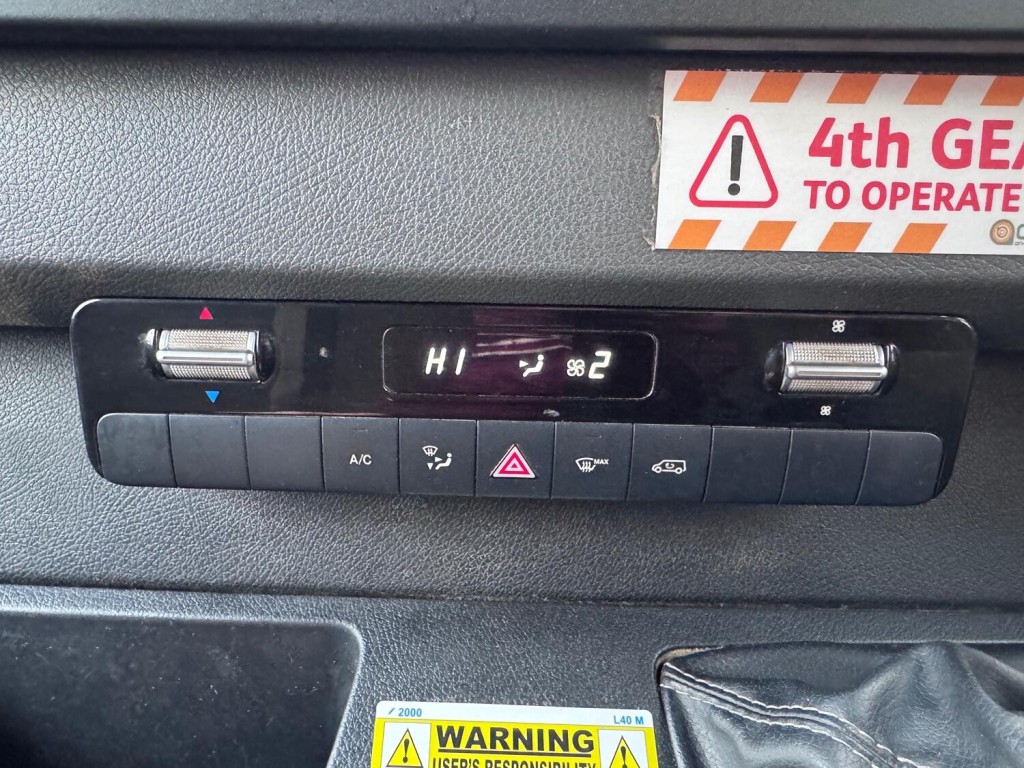 4th GEA
TO OPERATE
HI 2
A/C
MAX
2000
L40 M
WARNING
USER'S RESPONSIBILITY